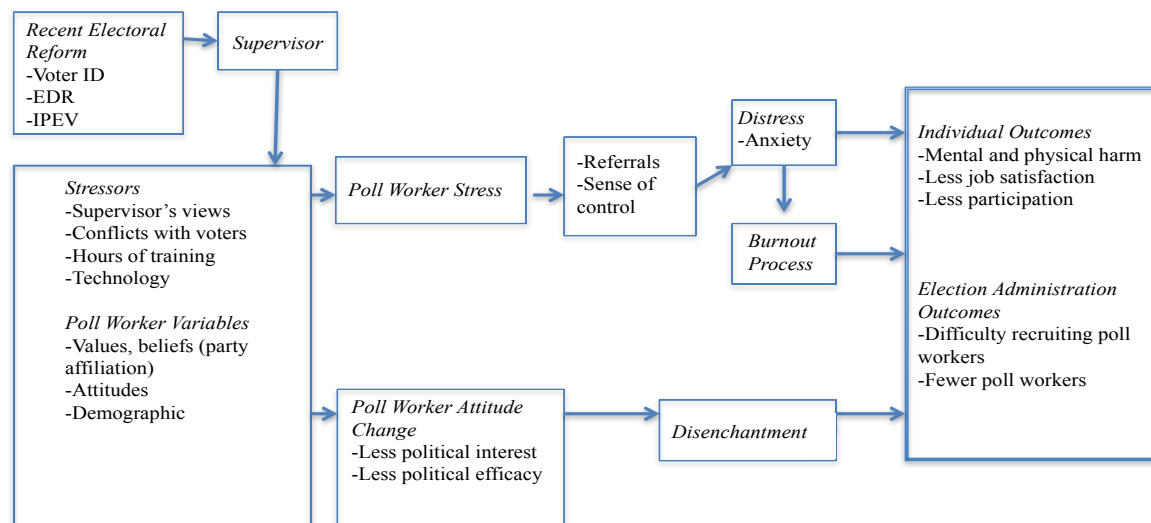 Recent Electoral
Reform
-Voter ID
-EDR
-IPEV
Supervisor
Stressors
-Supervisor’s views
-Conflicts with voters
-Hours of training
-Technology
Poll Worker Variables
-Values, beliefs (party
affiliation)
-Attitudes
-Demographic
Poll Worker Stress
-Referrals
-Sense of
control
Distress
-Anxiety
Burnout
Process
Poll Worker Attitude
Change
-Less political interest
-Less political efficacy
Disenchantment
Individual Outcomes
-Mental and physical harm
-Less job satisfaction
-Less participation
Election Administration
Outcomes
-Difficulty recruiting poll
workers
-Fewer poll workers